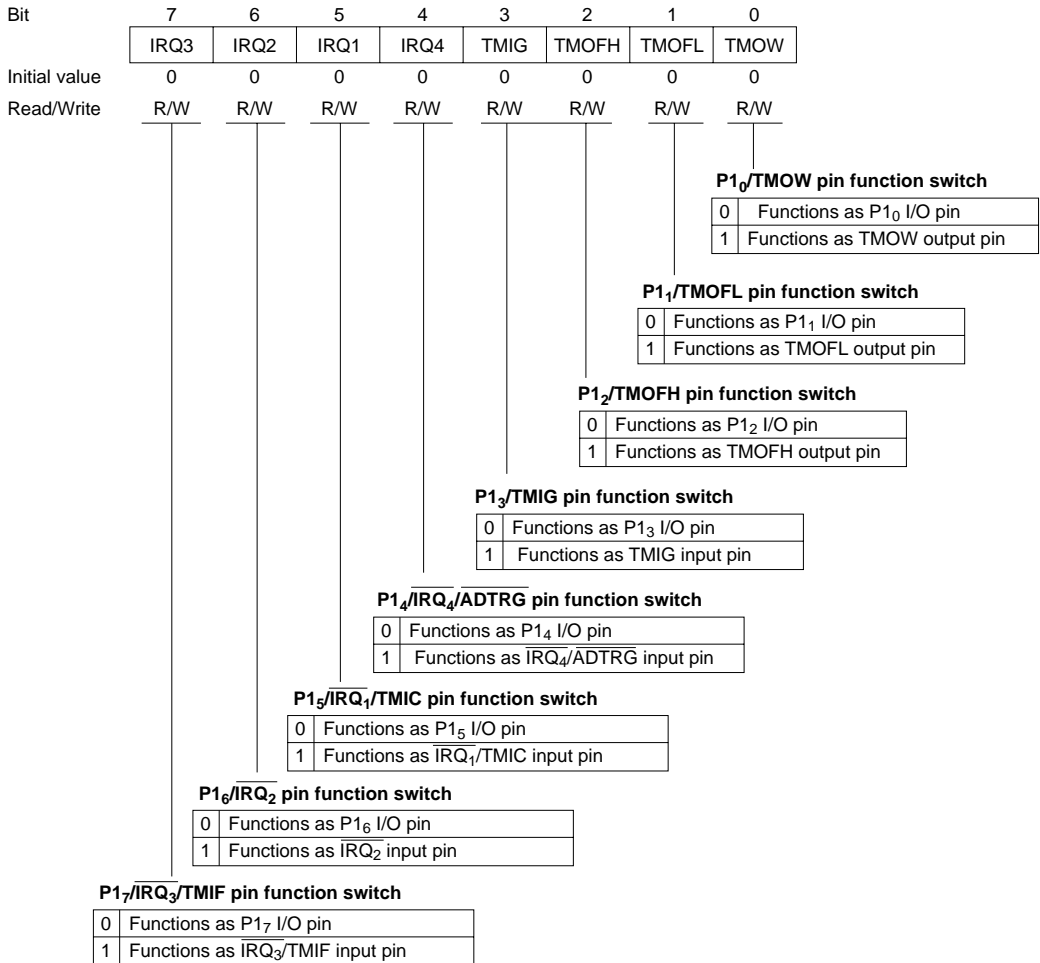 Bit 7 6 5 4 3 2 1 0
IRQ3 IRQ2 IRQ1 IRQ4 TMIG TMOFH TMOFL TMOW
Initial value 0 0 0 0 0 0 0 0
Read/Write R/W R/W R/W R/W R/W R/W R/W R/W
P1₀/TMOW pin function switch
0 Functions as P1₀ I/O pin
1 Functions as TMOW output pin
P1₁/TMOFL pin function switch
0 Functions as P1₁ I/O pin
1 Functions as TMOFL output pin
P1₂/TMOFH pin function switch
0 Functions as P1₂ I/O pin
1 Functions as TMOFH output pin
P1₃/TMIG pin function switch
0 Functions as P1₃ I/O pin
1 Functions as TMIG input pin
P1₄/IRQ₄/ADTRG pin function switch
0 Functions as P1₄ I/O pin
1 Functions as IRQ₄/ADTRG input pin
P1₅/IRQ₁/TMIC pin function switch
0 Functions as P1₅ I/O pin
1 Functions as IRQ₁/TMIC input pin
P1₆/IRQ₂ pin function switch
0 Functions as P1₆ I/O pin
1 Functions as IRQ₂ input pin
P1₇/IRQ₃/TMIF pin function switch
0 Functions as P1₇ I/O pin
1 Functions as IRQ₃/TMIF input pin